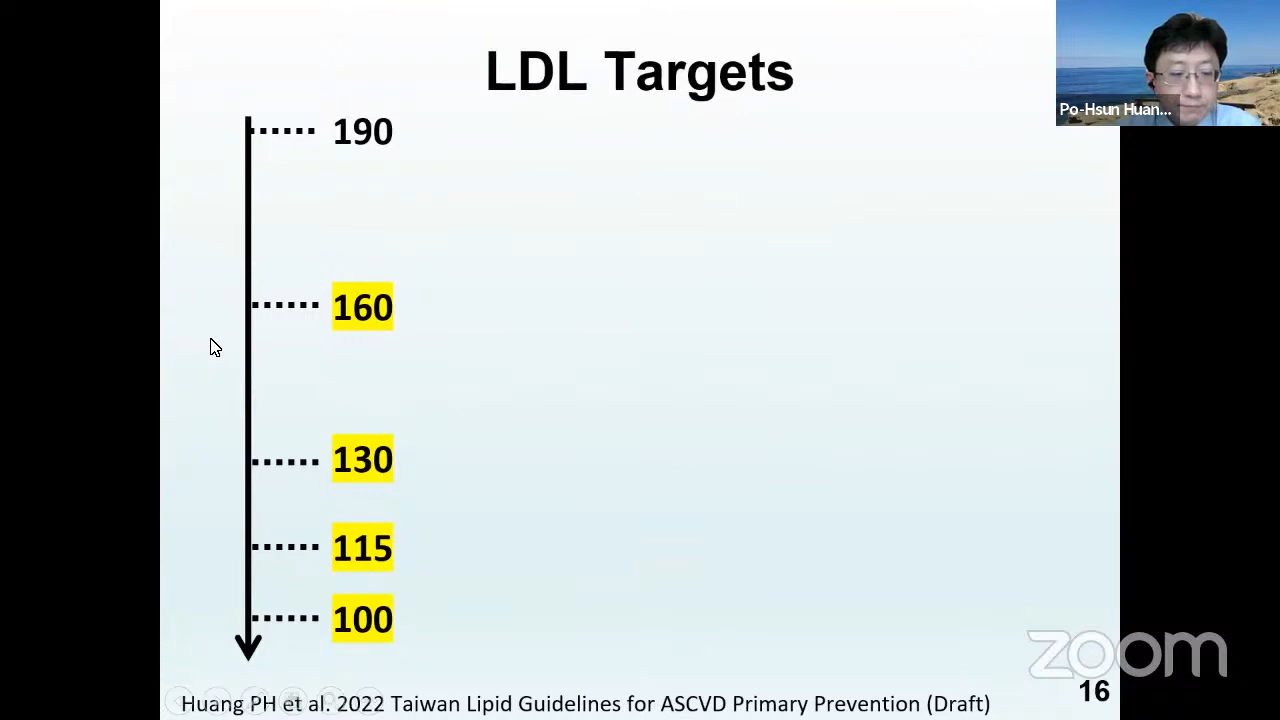 LDL Targets
Po-Hsun Huan...
190
160
130
115
100
zoom
16
Huang PH et al. 2022 Taiwan Lipid Guidelines for ASCVD Primary Prevention (Draft)